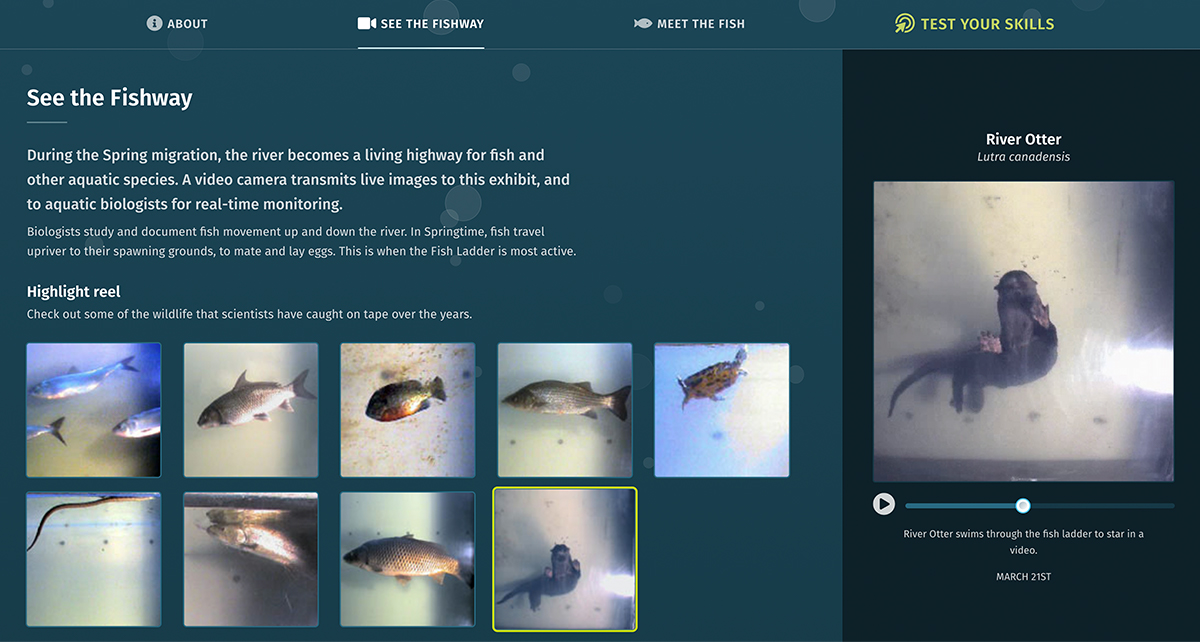 ABOUT
SEE THE FISHWAY
MEET THE FISH
TEST YOUR SKILLS
See the Fishway
During the Spring migration, the river becomes a living highway for fish and
other aquatic species. A video camera transmits live images to this exhibit, and
to aquatic biologists for real-time monitoring.
Biologists study and document fish movement up and down the river. In Springtime, fish travel
upriver to their spawning grounds, to mate and lay eggs. This is when the Fish Ladder is most active.
Highlight reel
Check out some of the wildlife that scientists have caught on tape over the years.
River Otter
Lutra canadensis
River Otter swims through the fish ladder to star in a
video.
MARCH 21ST